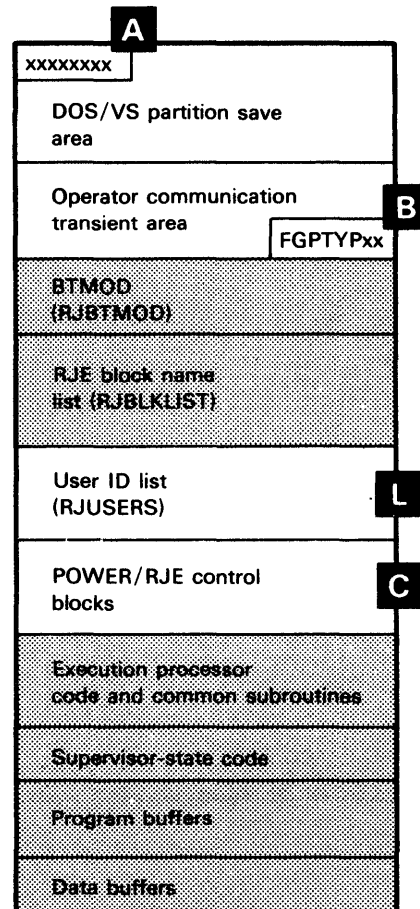 A
xxxxxxxx
DOS/VS partition save
area
Operator communication
transient area
B
FGPTYPxx
BTMOD
(RJBTMOD)
RJE block name
list (RJBLKLIST)
User ID list
(RJUSERS)
L
POWER/RJE control
blocks
C
Execution processor
code and common subroutines
Supervisor-state code
Program buffers
Data buffers